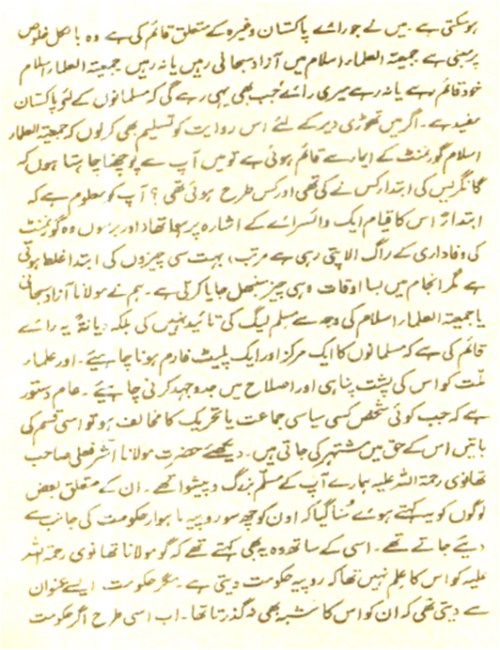 ہوسکتی ہے۔ میں نے جو رائے پاکستان وغیرہ کے متعلق قائم کی ہے وہ بالکل خلوص
پر مبنی ہے جمعیتہ العلماء اسلام میں آزاد سبحانی رہیں یا نہ رہیں جمیعتہ العلماء اسلام
خود قائم رہے یا نہ رہے میری رائے جب بھی یہی رہے گی کہ مسلمانوں کے لئے پاکستان
مفید ہے۔ اگر میں تھوڑی دیر کے لئے اس روایت کو تسلیم بھی کرلوں کہ جمعیتہ العلماء
اسلام گورنمنٹ کے ایماء سے قائم ہوئی ہے تو میں آپ سے پوچھنا چاہتا ہوں کہ
کانگرلیس کی ابتدا کس نے کی تھی اور کس طرح ہوئی تھی؟ آپ کو معلوم ہے کہ
ابتداءً اس کا قیام ایک وائسرائے کے اشارہ پر ہوا تھا اور برسوں وہ گورنمنٹ
کی وفاداری کے راگ الاپتی رہی ہے بہت سی چیزوں کی ابتدا غلط ہوتی
ہے مگر انجام میں بسا اوقات وہی چیز سنبھل جایا کرتی ہے۔ ہم نے مولانا آزاد سبحانی
یا جمعیتہ العلماء اسلام کی وجہ سے مسلم لیگ کی تائید نہیں کی بلکہ دیانۃً یہ رائے
قائم کی ہے کہ مسلمانوں کا ایک مرکز اور ایک پلیٹ فارم ہونا چاہیئے۔ اور علماء
ملت کو اس کی پشت پناہی اور اصلاح میں جدوجہد کرنی چاہئیے۔ عام دستور
ہے کہ جب کوئی شخص کسی سیاسی جماعت یا تحریک کا مخالف ہو تو اسی قسم کی
باتیں اس کے حق میں مشتہر کی جاتی ہیں۔ دیکھئے حضرت مولانا اشرفعلی صاحب
تھانوی رحمۃ اللہ علیہ ہمارے آپ کے مسلم بزرگ و پیشوا تھے۔ ان کے متعلق بعض
لوگوں کو یہ کہتے ہوئے سنا گیا کہ اون کو چھ سو روپیہ ماہوار حکومت کی جانب سے
دیئے جاتے تھے۔ اسی کے ساتھ وہ یہ بھی کہتے تھے کہ گو مولانا تھانوی رحمۃ اللہ
علیہ کو اس کا علم نہیں تھا کہ روپیہ حکومت دیتی ہے۔ مگر حکومت ایسے عنوان
سے دیتی تھی کہ ان کو اس کا شبہ بھی نہ گذرتا تھا۔ اب اسی طرح اگر حکومت